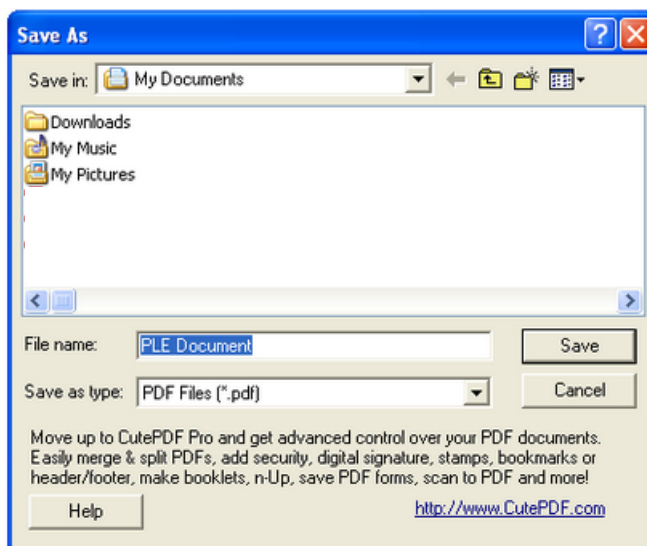 Save As
Save in: My Documents
Downloads
My Music
My Pictures
File name: PLE Document Save
Save as type: PDF Files (*.pdf) Cancel
Move up to CutePDF Pro and get advanced control over your PDF documents.
Easily merge & split PDFs, add security, digital signature, stamps, bookmarks or
header/footer, make booklets, n-Up, save PDF forms, scan to PDF and more!
Help http://www.CutePDF.com